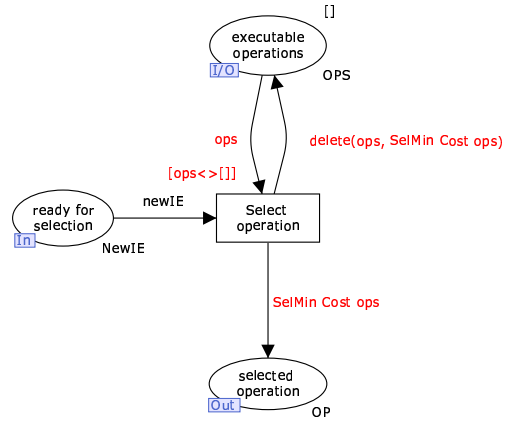 []
executable
operations
I/O
OPS
ops
delete(ops, SelMin Cost ops)
[ops<>[]]
newIE
ready for
selection
In
NewIE
Select
operation
SelMin Cost ops
selected
operation
Out
OP